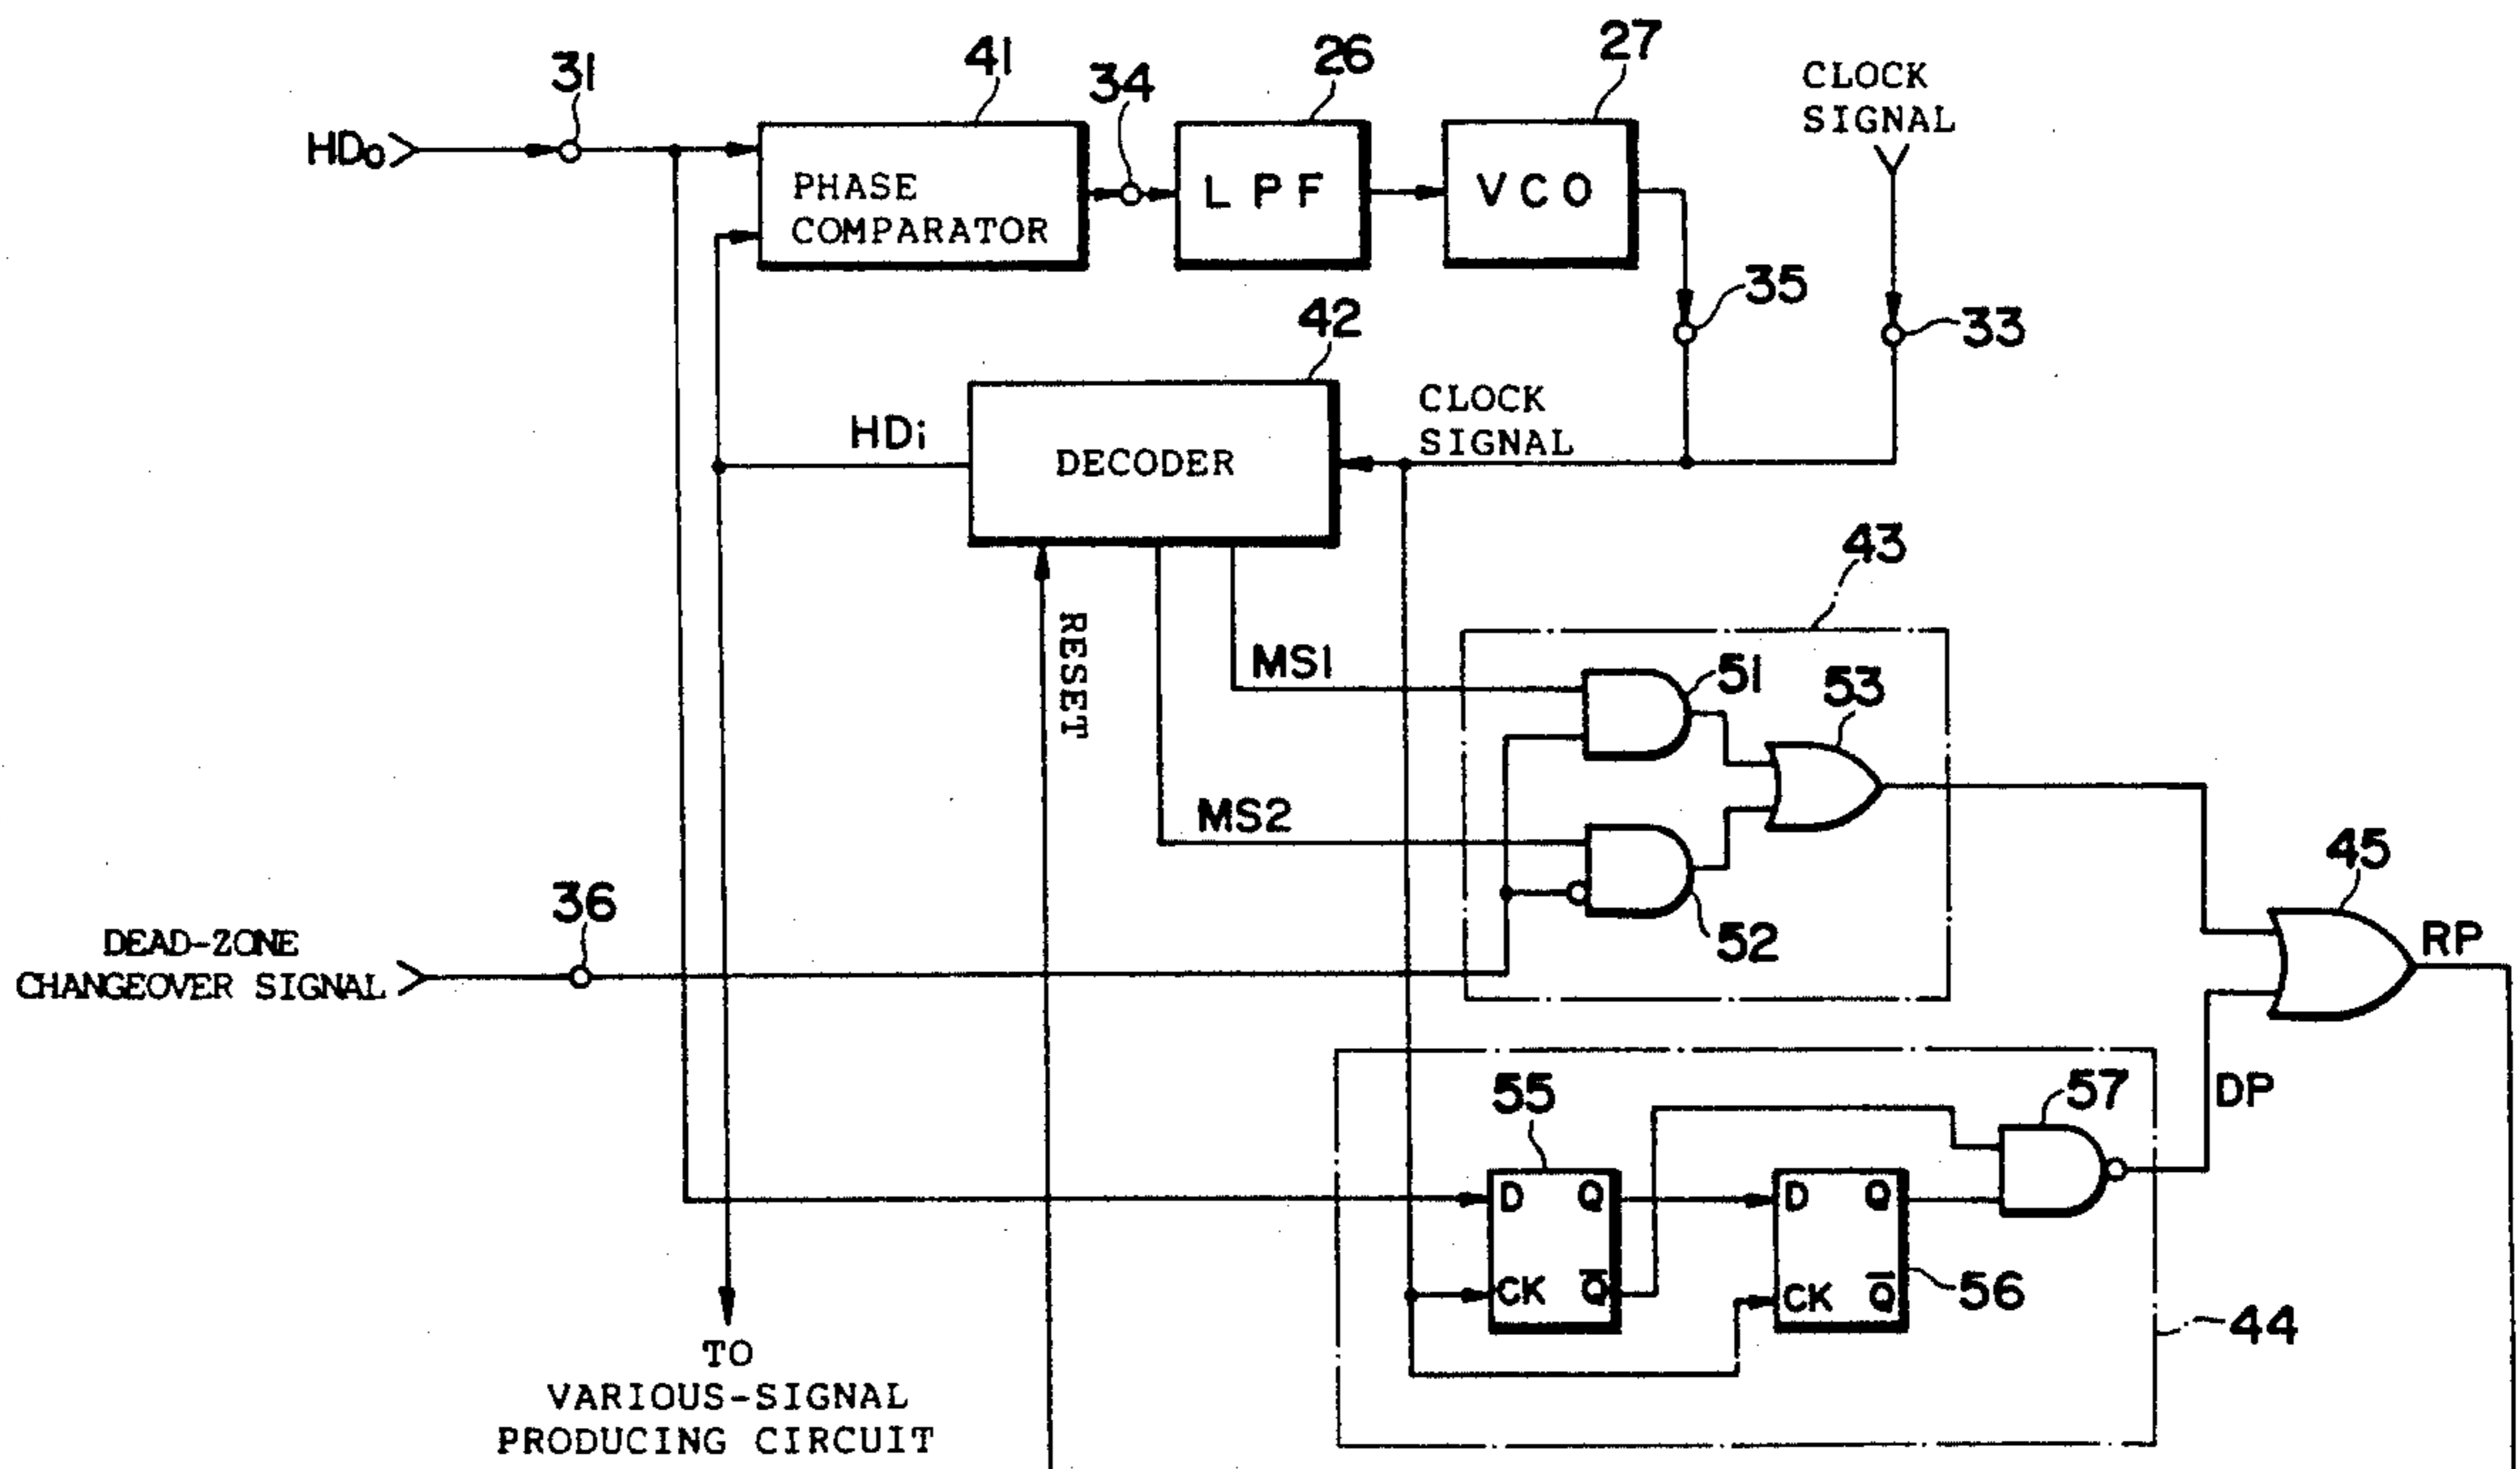 31
41
34
26
27
CLOCK
SIGNAL
HDo
PHASE
COMPARATOR
LPF
VCO
35
33
42
HDi
DECODER
CLOCK
SIGNAL
43
RESET
MS1
51
53
MS2
52
45
36
DEAD-ZONE
CHANGEOVER SIGNAL
RP
55
57
DP
D Q
D Q
CK Q̅
CK Q̅
56
44
TO
VARIOUS-SIGNAL
PRODUCING CIRCUIT